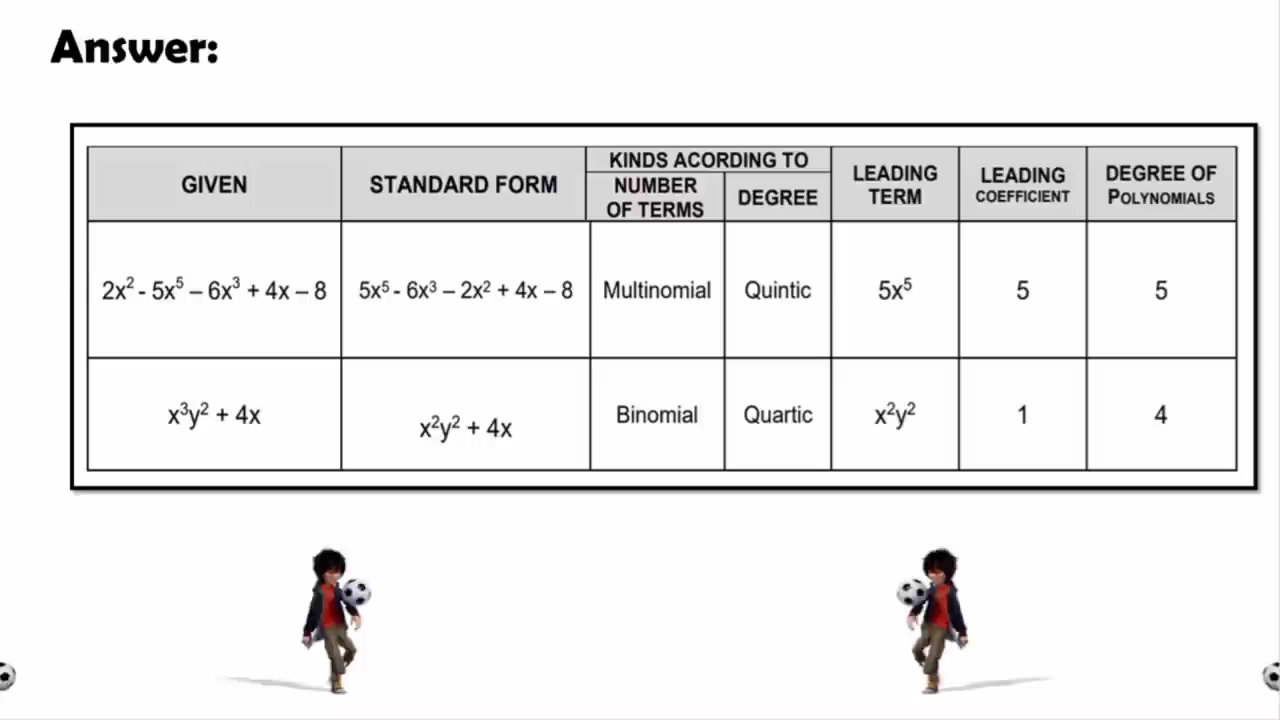 Answer:
KINDS ACORDING TO
GIVEN STANDARD FORM NUMBER OF TERMS DEGREE LEADING TERM LEADING COEFFICIENT DEGREE OF POLYNOMIALS
2x² - 5x⁵ – 6x³ + 4x – 8 5x⁵ - 6x³ – 2x² + 4x – 8 Multinomial Quintic 5x⁵ 5 5
x³y² + 4x x²y² + 4x Binomial Quartic x²y² 1 4